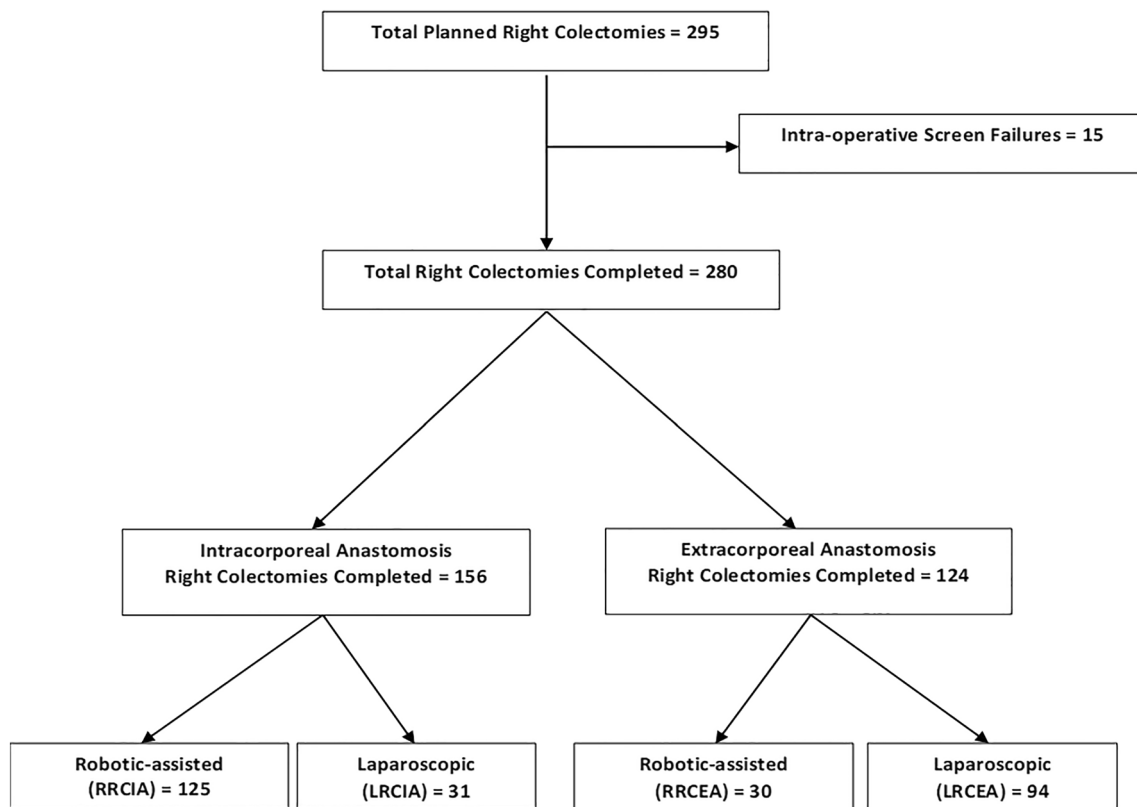 Total Planned Right Colectomies = 295
Intra-operative Screen Failures = 15
Total Right Colectomies Completed = 280
Intracorporeal Anastomosis
Right Colectomies Completed = 156
Extracorporeal Anastomosis
Right Colectomies Completed = 124
Robotic-assisted
(RRCIA) = 125
Laparoscopic
(LRCIA) = 31
Robotic-assisted
(RRCEA) = 30
Laparoscopic
(LRCEA) = 94